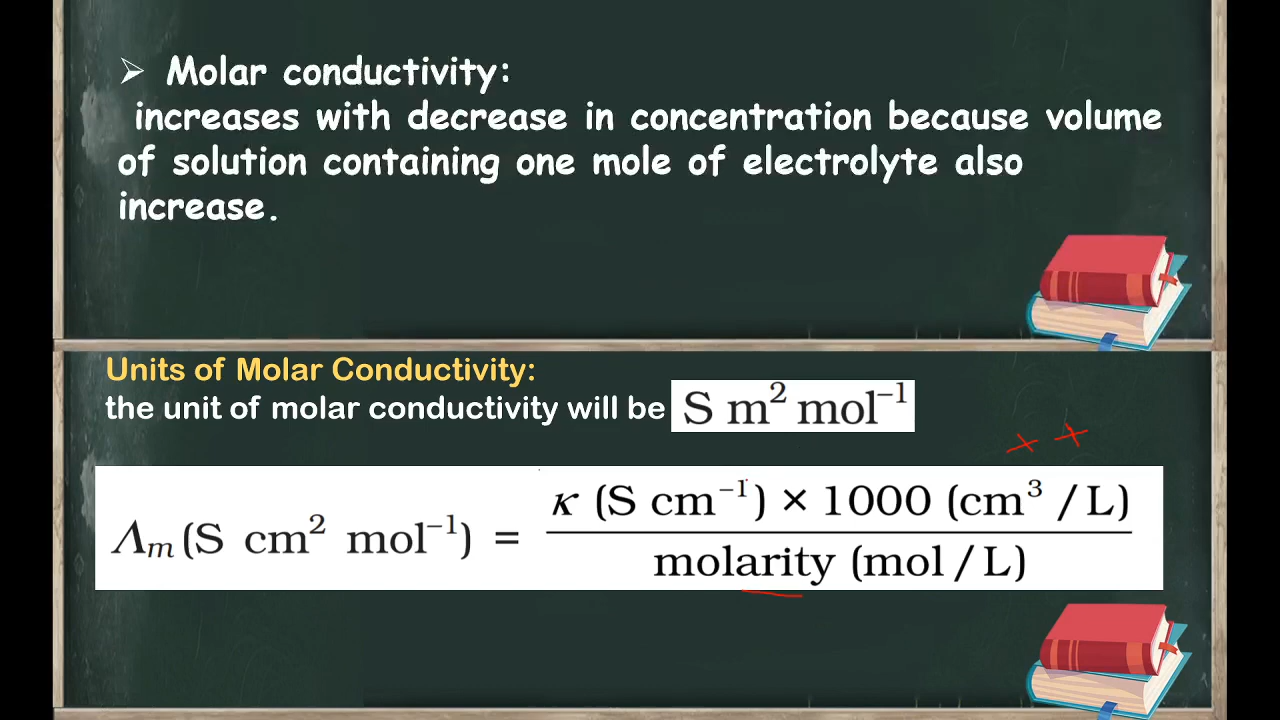 ➢ Molar conductivity:
increases with decrease in concentration because volume
of solution containing one mole of electrolyte also
increase.
Units of Molar Conductivity:
the unit of molar conductivity will be S m² mol⁻¹
Λm (S cm² mol⁻¹) = κ (S cm⁻¹) × 1000 (cm³ / L)
molarity (mol / L)